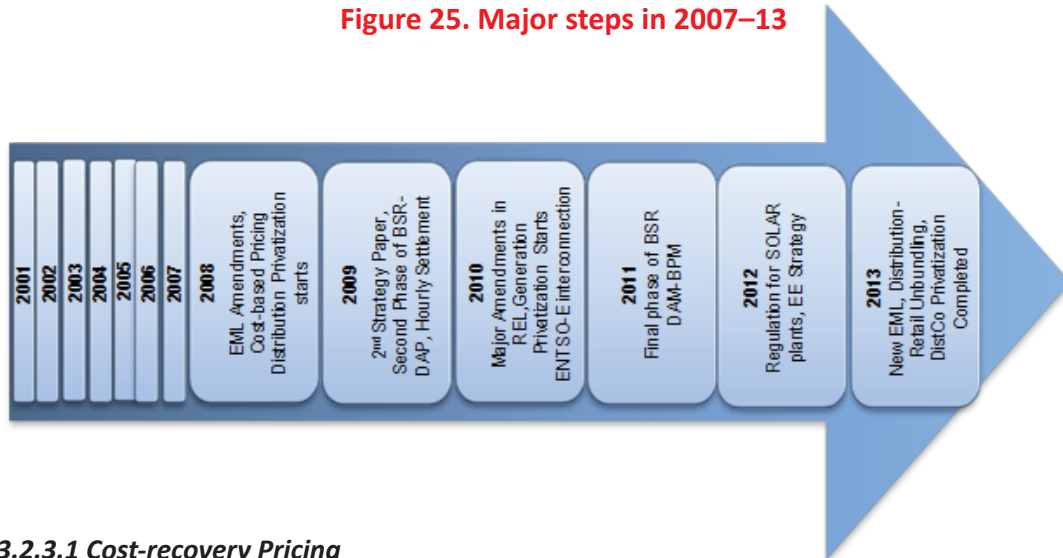 Figure 25. Major steps in 2007–13
2001
2002
2003
2004
2005
2006
2007
2008
EML Amendments,
Cost-based Pricing
Distribution Privatization
starts
2009
2nd Strategy Paper,
Second Phase of BSR-
DAP, Hourly Settlement
2010
Major Amendments in
REL,Generation
Privatization Starts
ENTSO-E interconnection
2011
Final phase of BSR
DAM-BPM
2012
Regulation for SOLAR
plants, EE Strategy
2013
New EML, Distribution-
Retail Unbundling,
DistCo Privatization
Completed
3.2.3.1 Cost-recovery Pricing